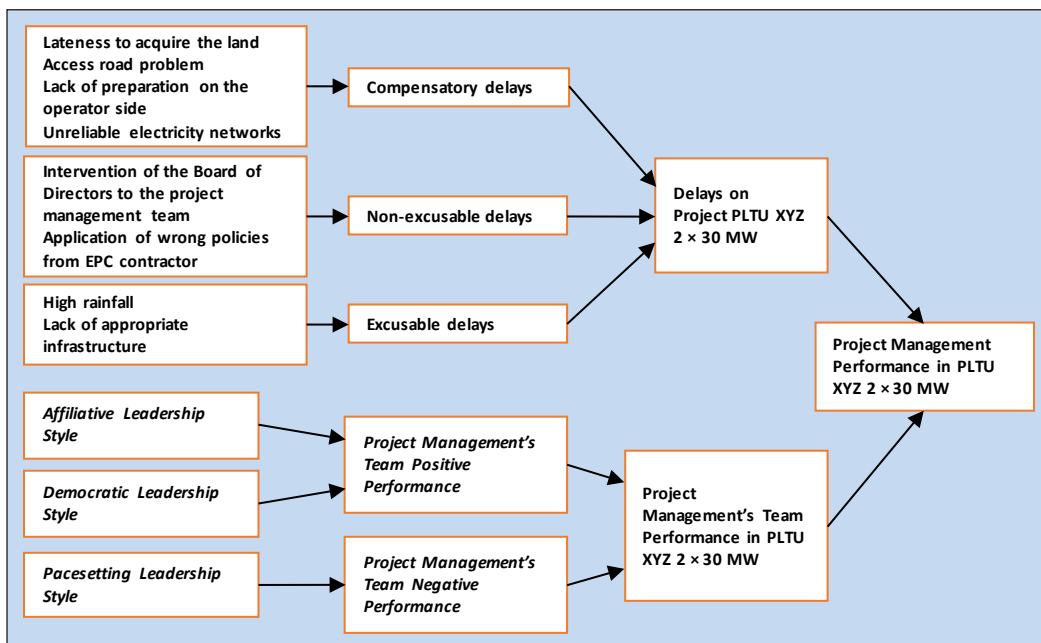 Lateness to acquire the land
Access road problem
Lack of preparation on the
operator side
Unreliable electricity networks
Compensatory delays
Intervention of the Board of
Directors to the project
management team
Application of wrong policies
from EPC contractor
Non-excusable delays
High rainfall
Lack of appropriate
infrastructure
Excusable delays
Delays on
Project PLTU XYZ
2 × 30 MW
Project Management
Performance in PLTU
XYZ 2 × 30 MW
Affiliative Leadership
Style
Democratic Leadership
Style
Project Management’s
Team Positive
Performance
Pacesetting Leadership
Style
Project Management’s
Team Negative
Performance
Project
Management’s Team
Performance in PLTU
XYZ 2 × 30 MW